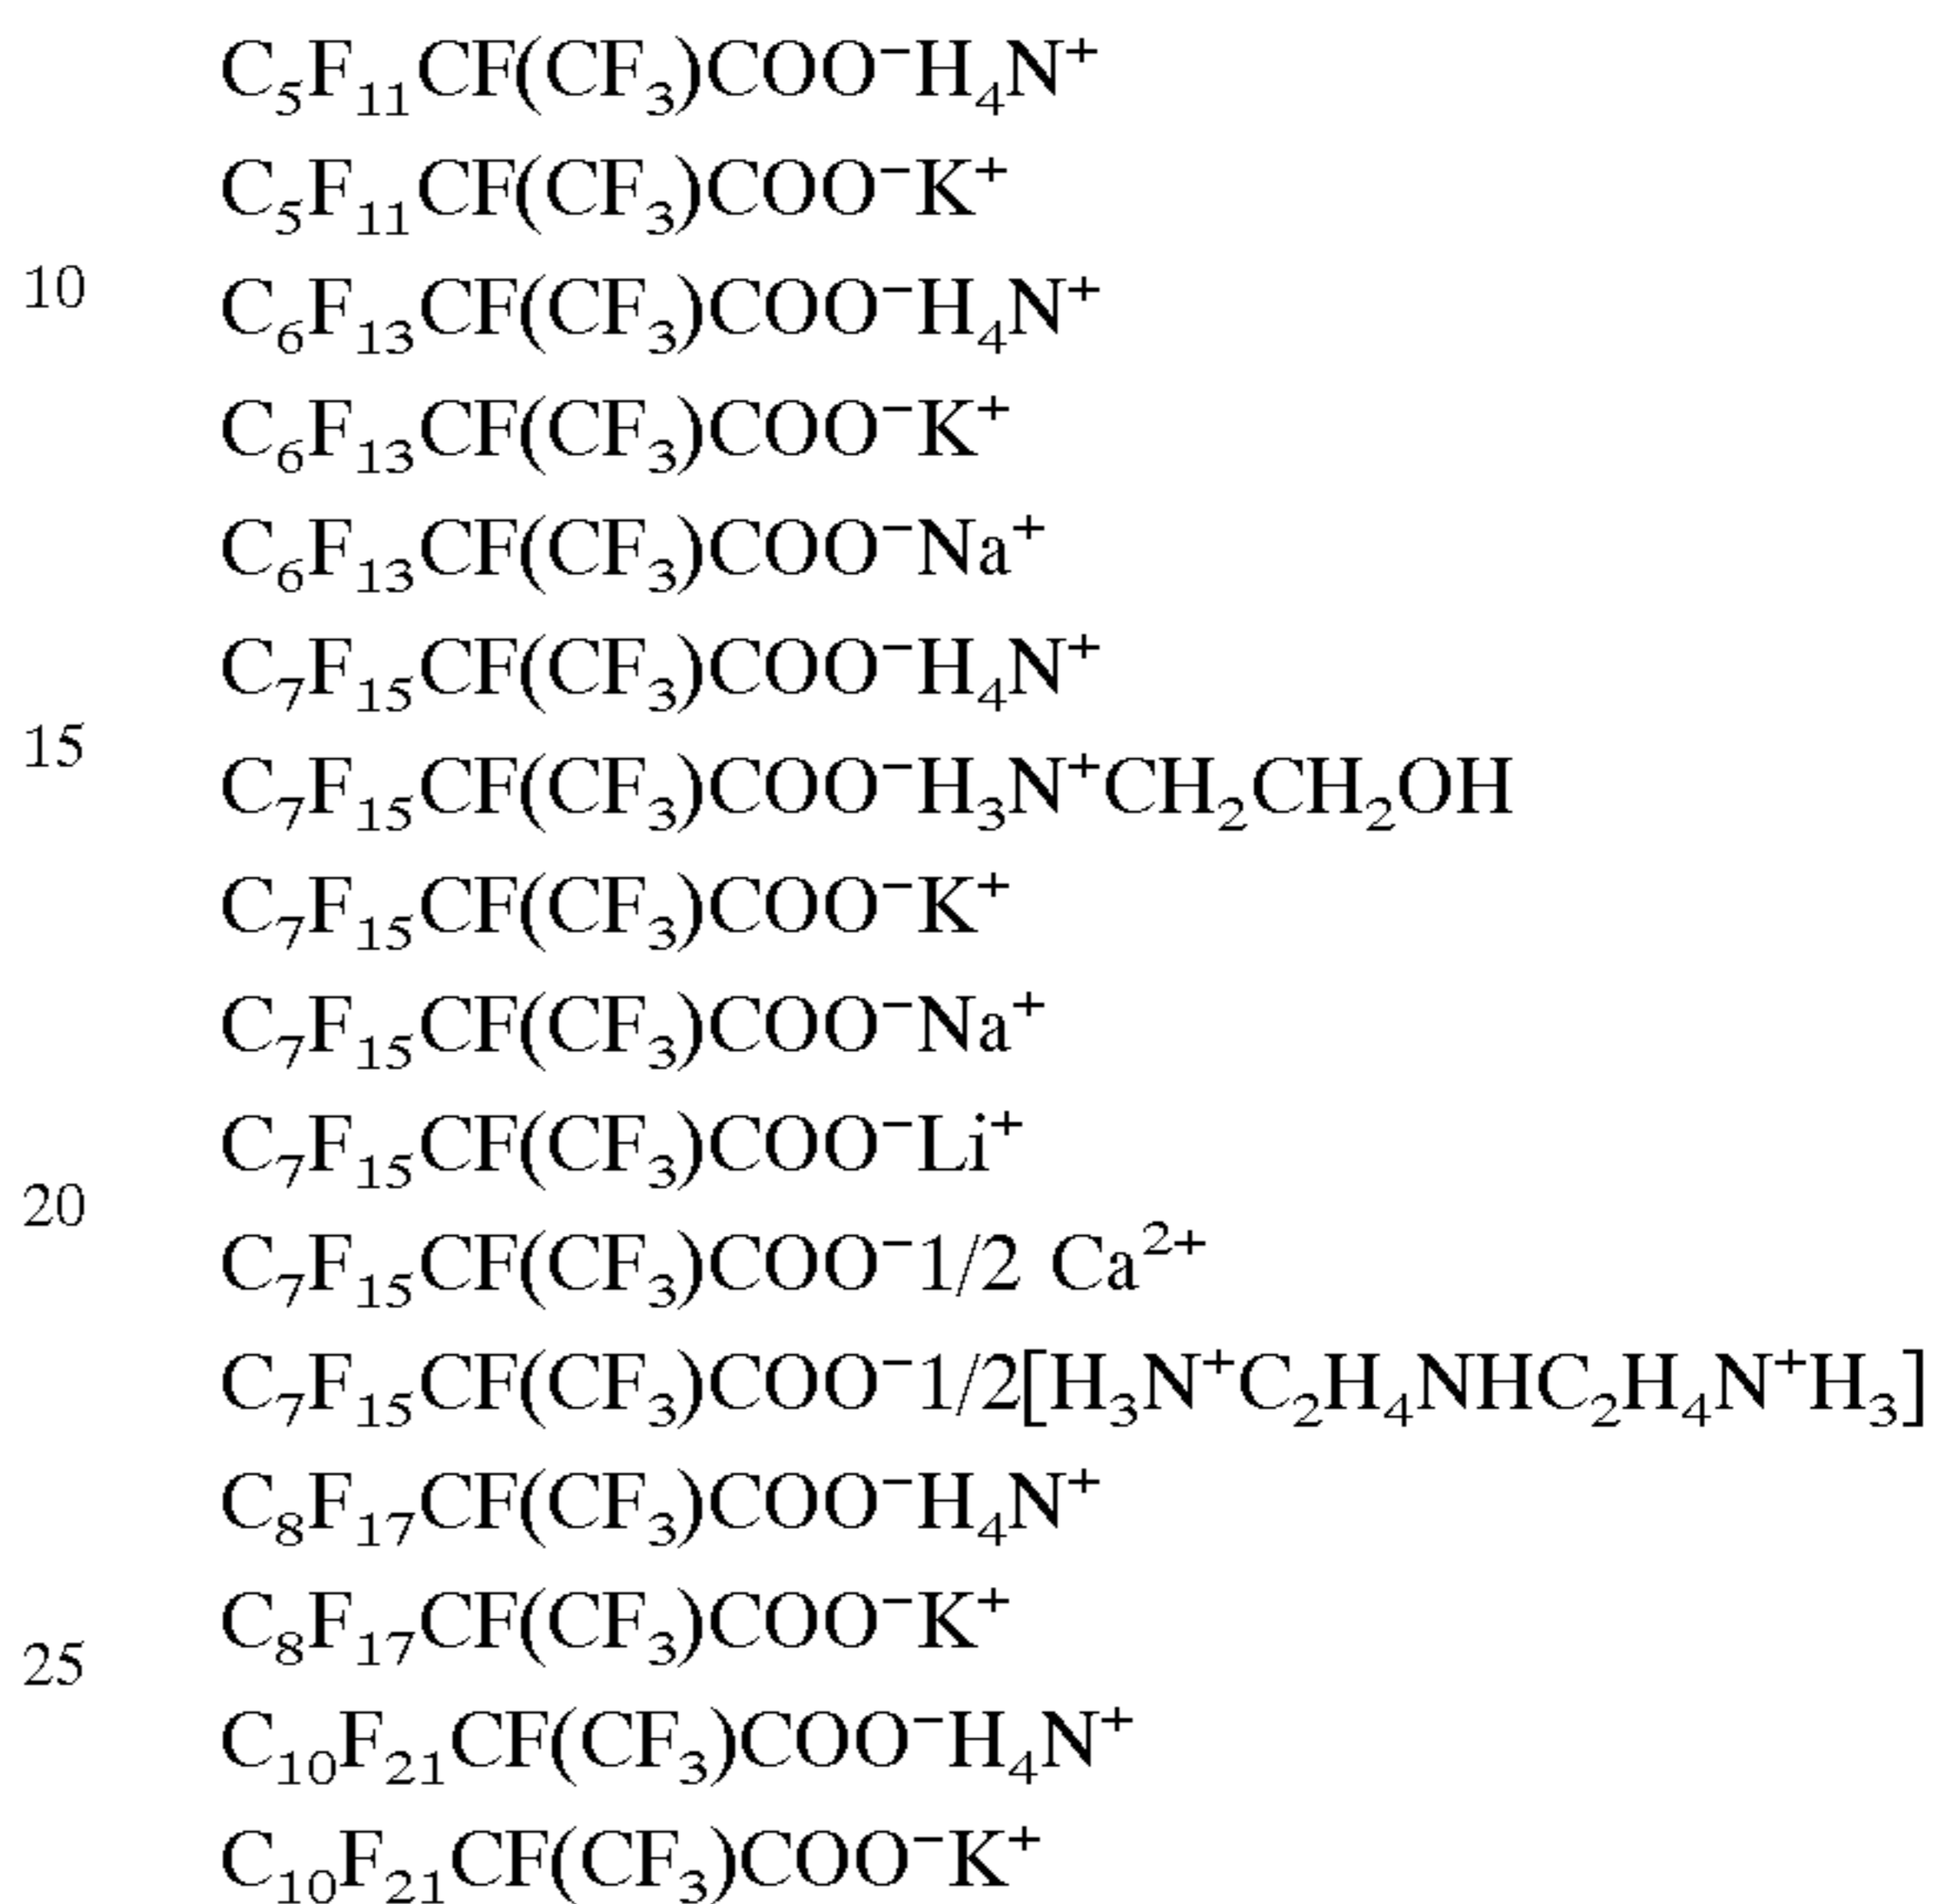 C₅F₁₁CF(CF₃)COO⁻H₄N⁺
C₅F₁₁CF(CF₃)COO⁻K⁺
10 C₆F₁₃CF(CF₃)COO⁻H₄N⁺
C₆F₁₃CF(CF₃)COO⁻K⁺
C₆F₁₃CF(CF₃)COO⁻Na⁺
C₇F₁₅CF(CF₃)COO⁻H₄N⁺
15 C₇F₁₅CF(CF₃)COO⁻H₃N⁺CH₂CH₂OH
C₇F₁₅CF(CF₃)COO⁻K⁺
C₇F₁₅CF(CF₃)COO⁻Na⁺
C₇F₁₅CF(CF₃)COO⁻Li⁺
20 C₇F₁₅CF(CF₃)COO⁻1/2 Ca²⁺
C₇F₁₅CF(CF₃)COO⁻1/2[H₃N⁺C₂H₄NHC₂H₄N⁺H₃]
C₈F₁₇CF(CF₃)COO⁻H₄N⁺
C₈F₁₇CF(CF₃)COO⁻K⁺
25 C₁₀F₂₁CF(CF₃)COO⁻H₄N⁺
C₁₀F₂₁CF(CF₃)COO⁻K⁺